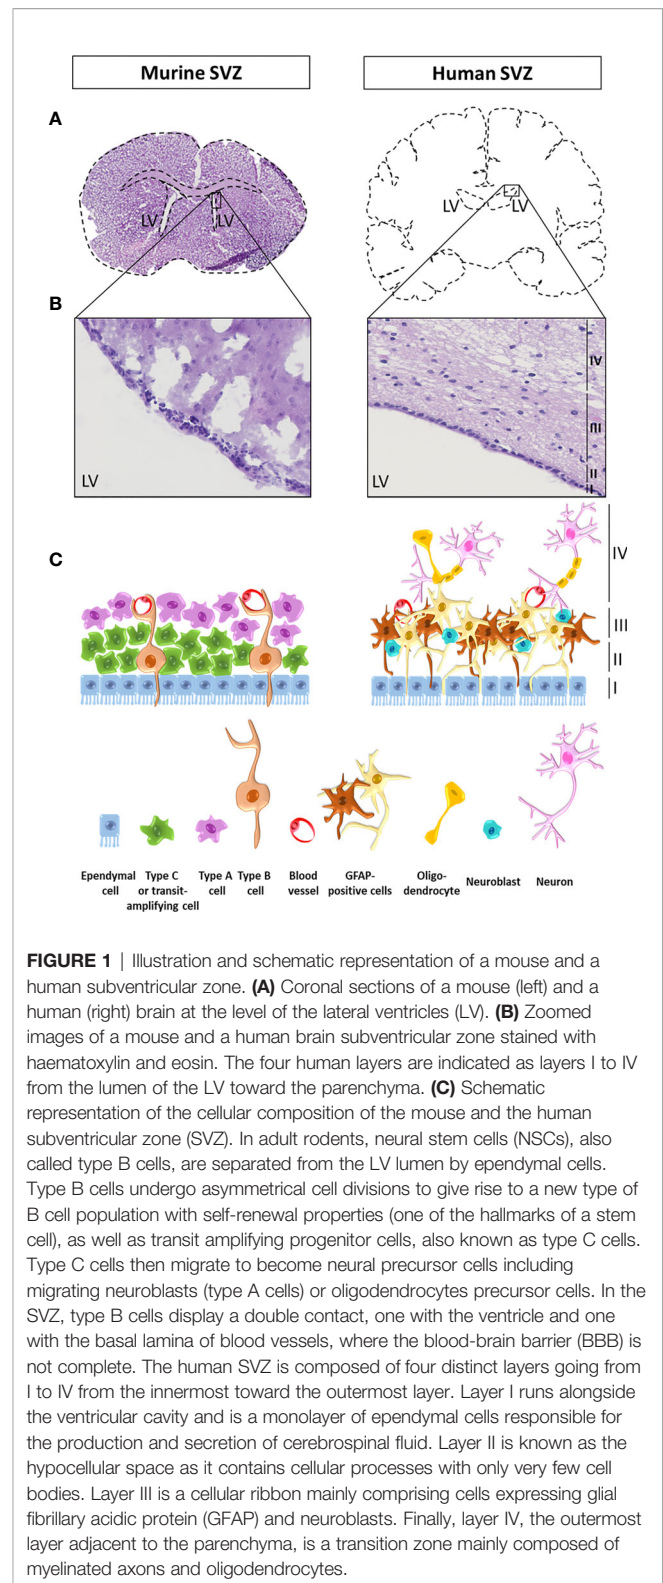 Murine SVZ
Human SVZ
A
LV
LV
LV
LV
B
LV
LV
IV
III
II
I
C
IV
III
II
I
Ependymal
cell
Type C
or transit-
amplifying cell
Type A
cell
Type B
cell
Blood
vessel
GFAP-
positive cells
Oligo-
dendrocyte
Neuroblast
Neuron
FIGURE 1 | Illustration and schematic representation of a mouse and a
human subventricular zone. (A) Coronal sections of a mouse (left) and a
human (right) brain at the level of the lateral ventricles (LV). (B) Zoomed
images of a mouse and a human brain subventricular zone stained with
haematoxylin and eosin. The four human layers are indicated as layers I to IV
from the lumen of the LV toward the parenchyma. (C) Schematic
representation of the cellular composition of the mouse and the human
subventricular zone (SVZ). In adult rodents, neural stem cells (NSCs), also
called type B cells, are separated from the LV lumen by ependymal cells.
Type B cells undergo asymmetrical cell divisions to give rise to a new type of
B cell population with self-renewal properties (one of the hallmarks of a stem
cell), as well as transit amplifying progenitor cells, also known as type C cells.
Type C cells then migrate to become neural precursor cells including
migrating neuroblasts (type A cells) or oligodendrocytes precursor cells. In the
SVZ, type B cells display a double contact, one with the ventricle and one
with the basal lamina of blood vessels, where the blood-brain barrier (BBB) is
not complete. The human SVZ is composed of four distinct layers going from
I to IV from the innermost toward the outermost layer. Layer I runs alongside
the ventricular cavity and is a monolayer of ependymal cells responsible for
the production and secretion of cerebrospinal fluid. Layer II is known as the
hypocellular space as it contains cellular processes with only very few cell
bodies. Layer III is a cellular ribbon mainly comprising cells expressing glial
fibrillary acidic protein (GFAP) and neuroblasts. Finally, layer IV, the outermost
layer adjacent to the parenchyma, is a transition zone mainly composed of
myelinated axons and oligodendrocytes.